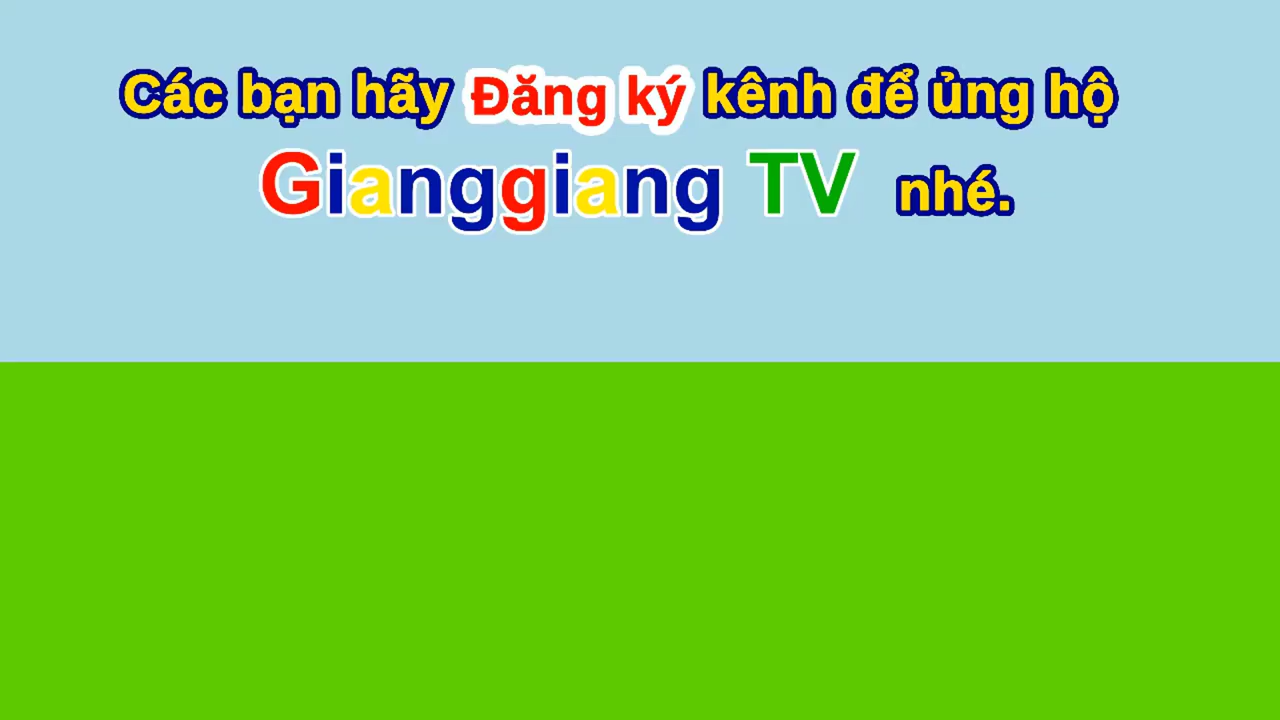 Các bạn hãy Đăng ký kênh để ủng hộ
Gianggiang TV nhé.